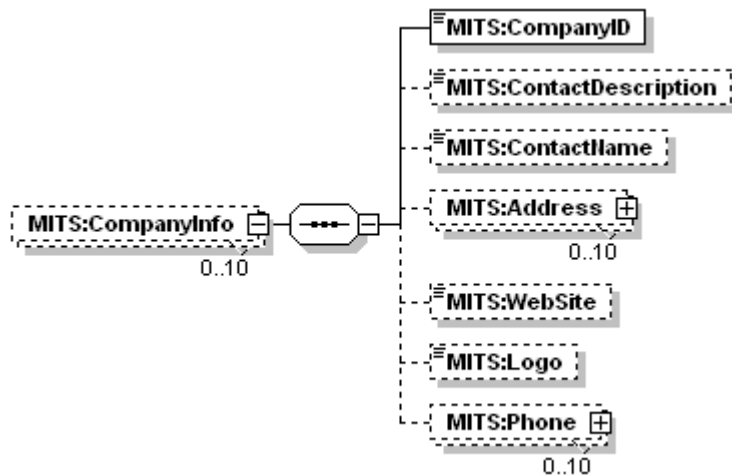 MITS:CompanyID
MITS:ContactDescription
MITS:ContactName
MITS:CompanyInfo
0..10
MITS:Address
0..10
MITS:WebSite
MITS:Logo
MITS:Phone
0..10